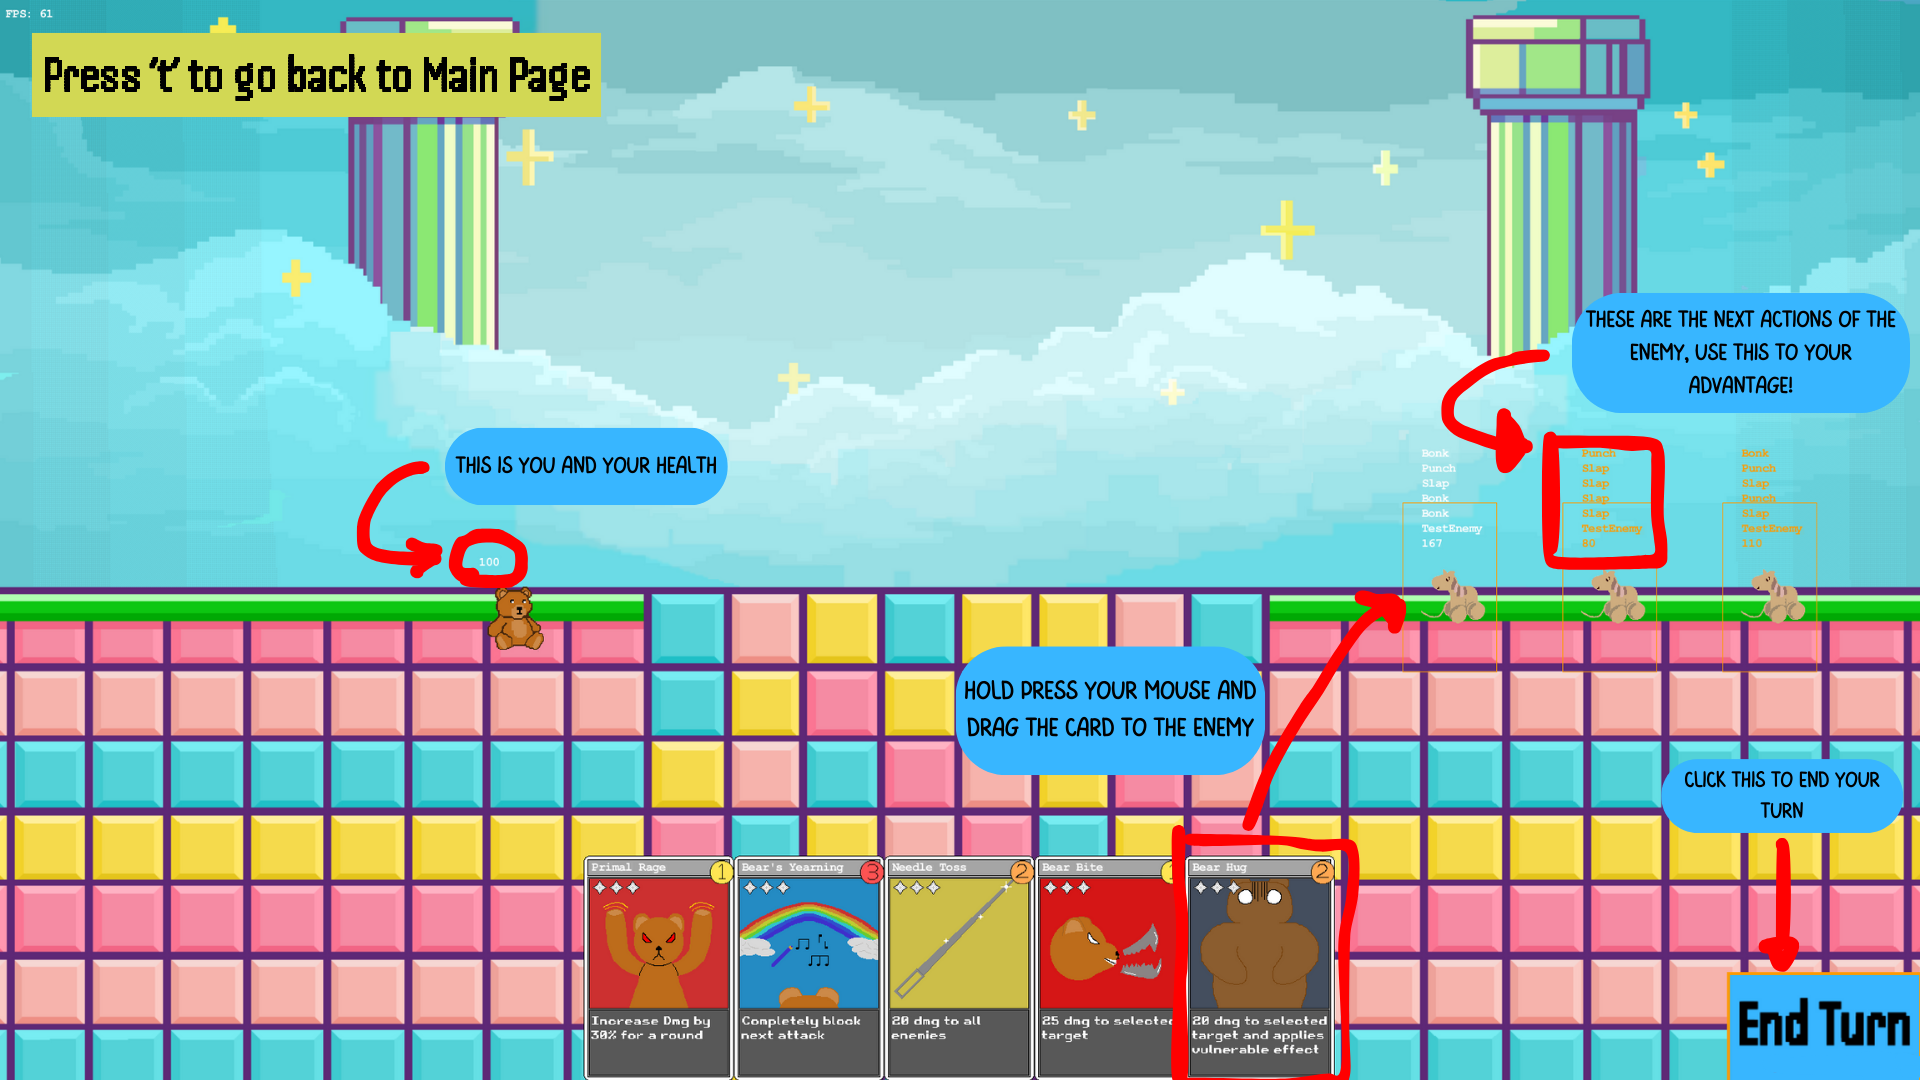 FPS: 61
Press 't' to go back to Main Page
THESE ARE THE NEXT ACTIONS OF THE
ENEMY, USE THIS TO YOUR
ADVANTAGE!
THIS IS YOU AND YOUR HEALTH
100
Bonk
Punch
Slap
Bonk
Bonk
TestEnemy
167
Punch
Slap
Slap
Slap
Slap
TestEnemy
80
Bonk
Punch
Slap
Punch
Slap
TestEnemy
110
HOLD PRESS YOUR MOUSE AND
DRAG THE CARD TO THE ENEMY
CLICK THIS TO END YOUR
TURN
Primal Rage
1
Increase Dmg by
30% for a round
Bear's Yearning
3
Completely block
next attack
Needle Toss
2
20 dmg to all
enemies
Bear Bite
25 dmg to selected
target
Bear Hug
2
20 dmg to selected
target and applies
vulnerable effect
End Turn